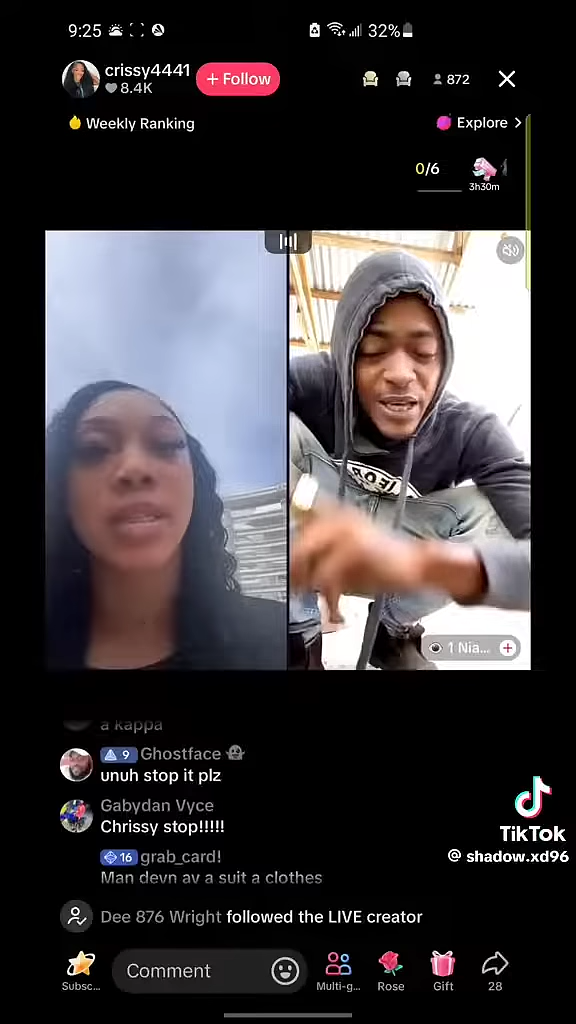 9:25
32%
crissy4441
8.4K
+ Follow
872
Weekly Ranking
Explore >
0/6
3h30m
1 Nia...
a kappa
9 Ghostface
unuh stop it plz
Gabydan Vyce
Chrissy stop!!!!!
16 grab_card!
Man devn av a suit a clothes
TikTok
@ shadow.xd96
Dee 876 Wright followed the LIVE creator
Comment
Subsc...
Multi-g...
Rose
Gift
28